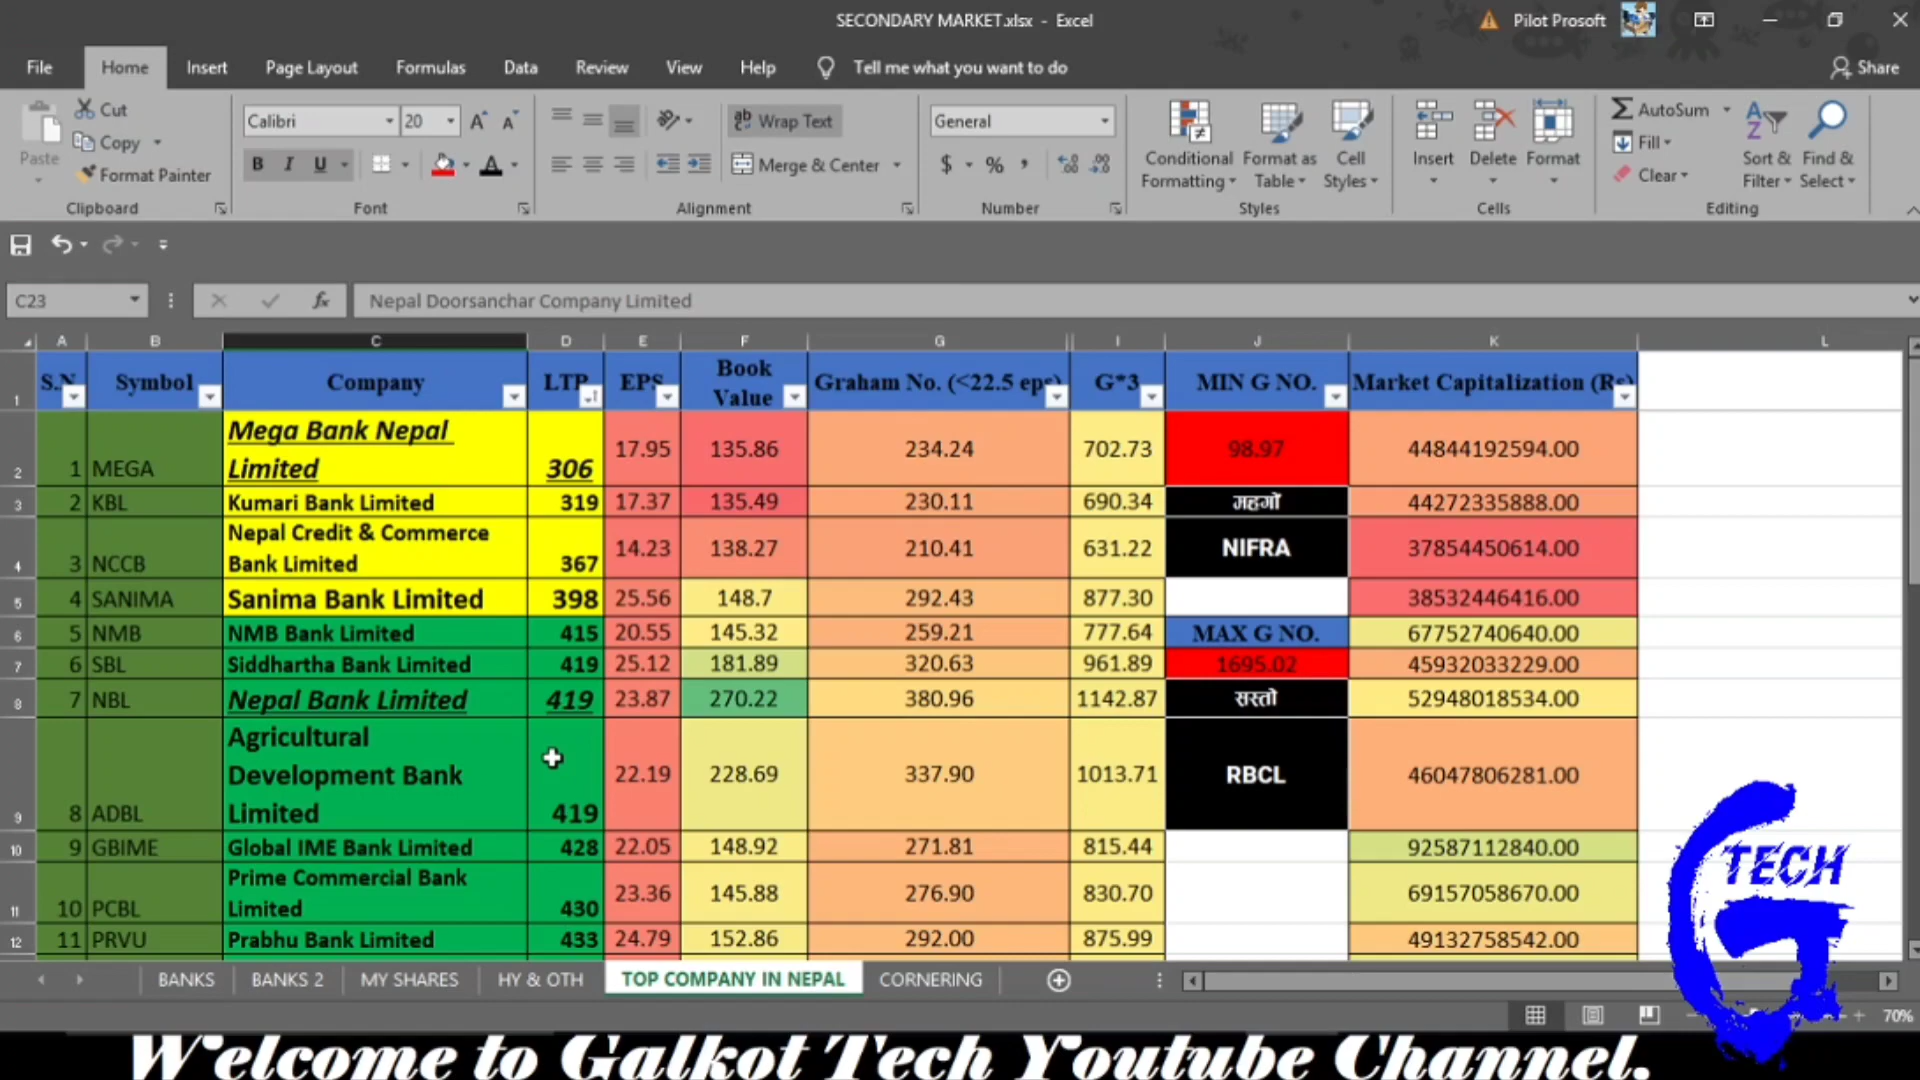 SECONDARY MARKET.xlsx - Excel
Pilot Prosoft
File Home Insert Page Layout Formulas Data Review View Help Tell me what you want to do Share
Paste Cut Copy Format Painter Clipboard
Calibri 20 A A B I U A Font
Wrap Text Merge & Center Alignment
General $ % , Number
Conditional Formatting Format as Table Cell Styles Styles
Insert Delete Format Cells
AutoSum Fill Clear Sort & Filter Find & Select Editing
C23 fx Nepal Doorsanchar Company Limited
A B C D E F G I J K L
1 S.N Symbol Company LTP EPS Book Value Graham No. (<22.5 eps) G*3 MIN G NO. Market Capitalization (Rs)
2 1 MEGA Mega Bank Nepal Limited 306 17.95 135.86 234.24 702.73 98.97 44844192594.00
3 2 KBL Kumari Bank Limited 319 17.37 135.49 230.11 690.34 महगों 44272335888.00
4 3 NCCB Nepal Credit & Commerce Bank Limited 367 14.23 138.27 210.41 631.22 NIFRA 37854450614.00
5 4 SANIMA Sanima Bank Limited 398 25.56 148.7 292.43 877.30 38532446416.00
6 5 NMB NMB Bank Limited 415 20.55 145.32 259.21 777.64 MAX G NO. 67752740640.00
7 6 SBL Siddhartha Bank Limited 419 25.12 181.89 320.63 961.89 1695.02 45932033229.00
8 7 NBL Nepal Bank Limited 419 23.87 270.22 380.96 1142.87 सस्तो 52948018534.00
9 8 ADBL Agricultural Development Bank Limited 419 22.19 228.69 337.90 1013.71 RBCL 46047806281.00
10 9 GBIME Global IME Bank Limited 428 22.05 148.92 271.81 815.44 92587112840.00
11 10 PCBL Prime Commercial Bank Limited 430 23.36 145.88 276.90 830.70 69157058670.00
12 11 PRVU Prabhu Bank Limited 433 24.79 152.86 292.00 875.99 49132758542.00
BANKS BANKS 2 MY SHARES HY & OTH TOP COMPANY IN NEPAL CORNERING
70%
G TECH
Welcome to Galkot Tech Youtube Channel.